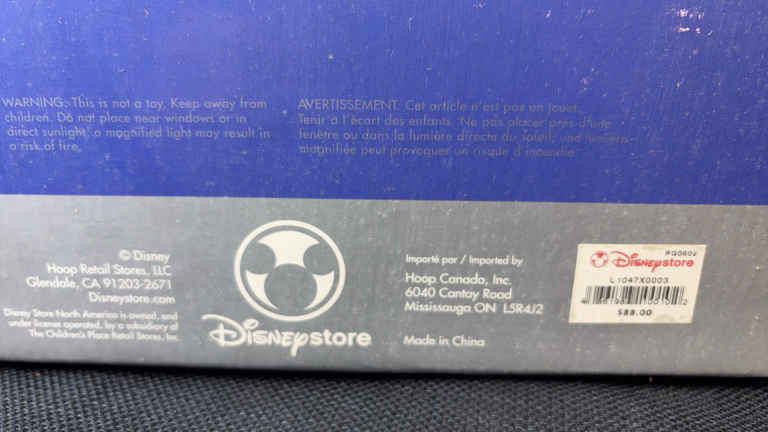 WARNING: This is not a toy. Keep away from
children. Do not place near windows or in
direct sunlight, a magnified light may result in
a risk of fire.
AVERTISSEMENT. Cet article n'est pas un jouet.
Tenir à l'écart des enfants. Ne pas placer près d'une
fenêtre ou dans la lumière directe du soleil, une lumière
magnifiée peut provoquer un risque d'incendie.
© Disney
Hoop Retail Stores, LLC
Glendale, CA 91203-2671
Disneystore.com
Disney Store North America is owned, and
under license operated, by a subsidiary of
The Children's Place Retail Stores, Inc.
Disney store
Importé par / Imported by
Hoop Canada, Inc.
6040 Cantay Road
Mississauga ON L5R4J2
Made in China
PG0602
Disney store
L1047X0003
$88.00